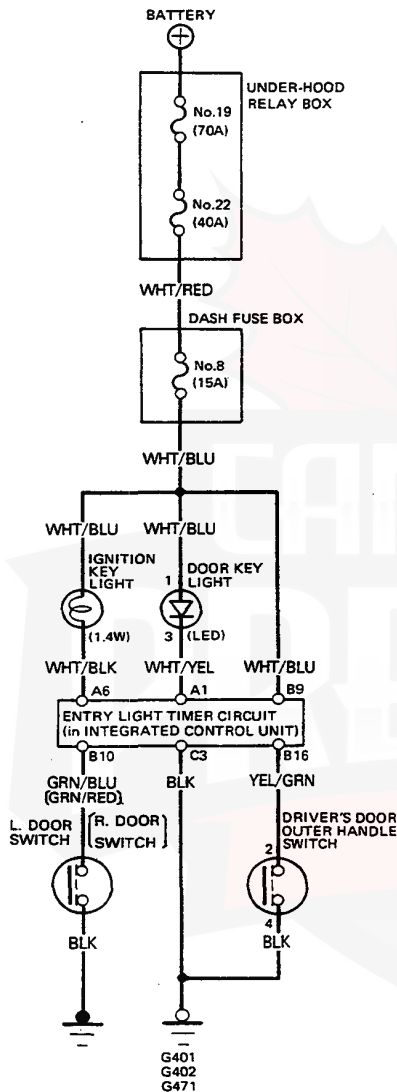 BATTERY
+
UNDER-HOOD
RELAY BOX
No.19
(70A)
No.22
(40A)
WHT/RED
DASH FUSE BOX
No.8
(15A)
WHT/BLU
WHT/BLU
WHT/BLU
IGNITION
KEY
LIGHT
1
DOOR KEY
LIGHT
(1.4W)
3
(LED)
WHT/BLK
WHT/YEL
WHT/BLU
A6
A1
B9
ENTRY LIGHT TIMER CIRCUIT
(in INTEGRATED CONTROL UNIT)
B10
C3
B16
GRN/BLU
(GRN/RED)
BLK
YEL/GRN
L. DOOR
SWITCH
(R. DOOR
SWITCH)
DRIVER'S DOOR
OUTER HANDLE
SWITCH
2
4
BLK
BLK
G401
G402
G471